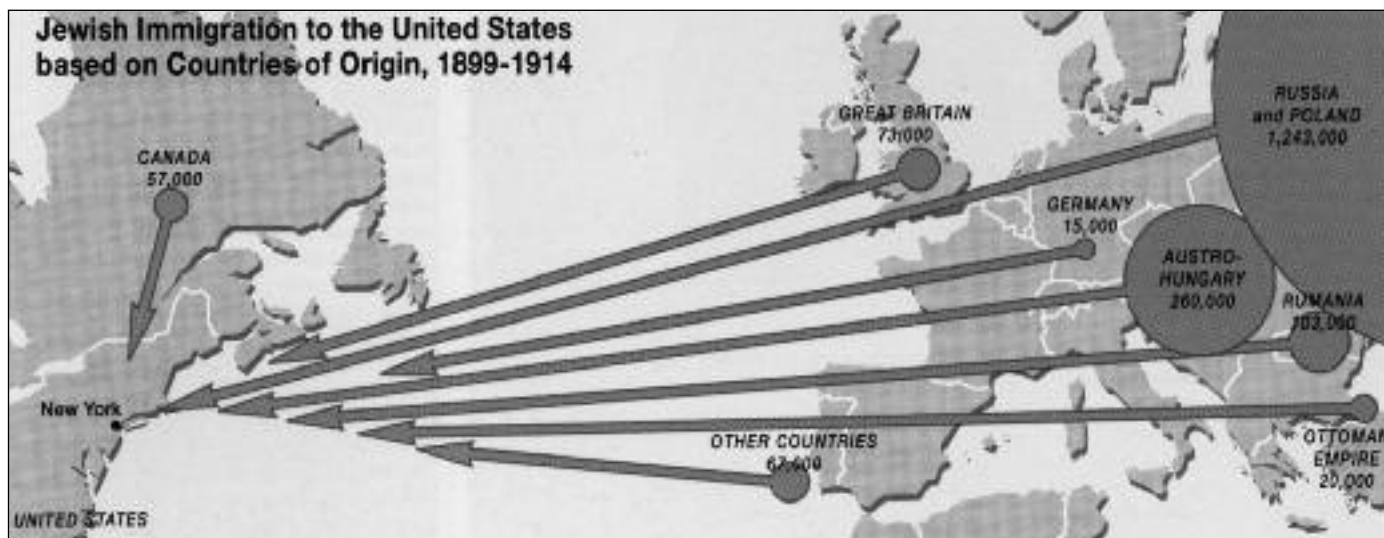 Jewish Immigration to the United States
based on Countries of Origin, 1899-1914
CANADA
57,000
GREAT BRITAIN
73,000
RUSSIA
and POLAND
1,243,000
GERMANY
15,000
AUSTRO-
HUNGARY
260,000
RUMANIA
103,000
New York
OTHER COUNTRIES
67,000
OTTOMAN
EMPIRE
20,000
UNITED STATES